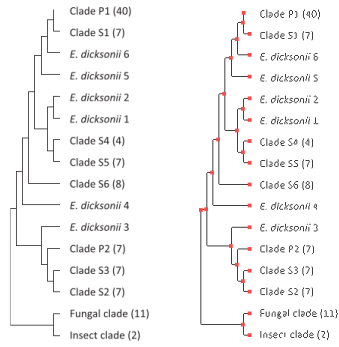 Clade P1 (40) Clade P1 (40)
Clade S1 (7) Clade S1 (7)
E. dicksonii 6 E. dicksonii 6
E. dicksonii 5 E. dicksonii 5
E. dicksonii 2 E. dicksonii 2
E. dicksonii 1 E. dicksonii 1
Clade S4 (4) Clade S4 (4)
Clade S5 (7) Clade S5 (7)
Clade S6 (8) Clade S6 (8)
E. dicksonii 4 E. dicksonii 4
E. dicksonii 3 E. dicksonii 3
Clade P2 (7) Clade P2 (7)
Clade S3 (7) Clade S3 (7)
Clade S2 (7) Clade S2 (7)
Fungal clade (11) Fungal clade (11)
Insect clade (2) Insect clade (2)